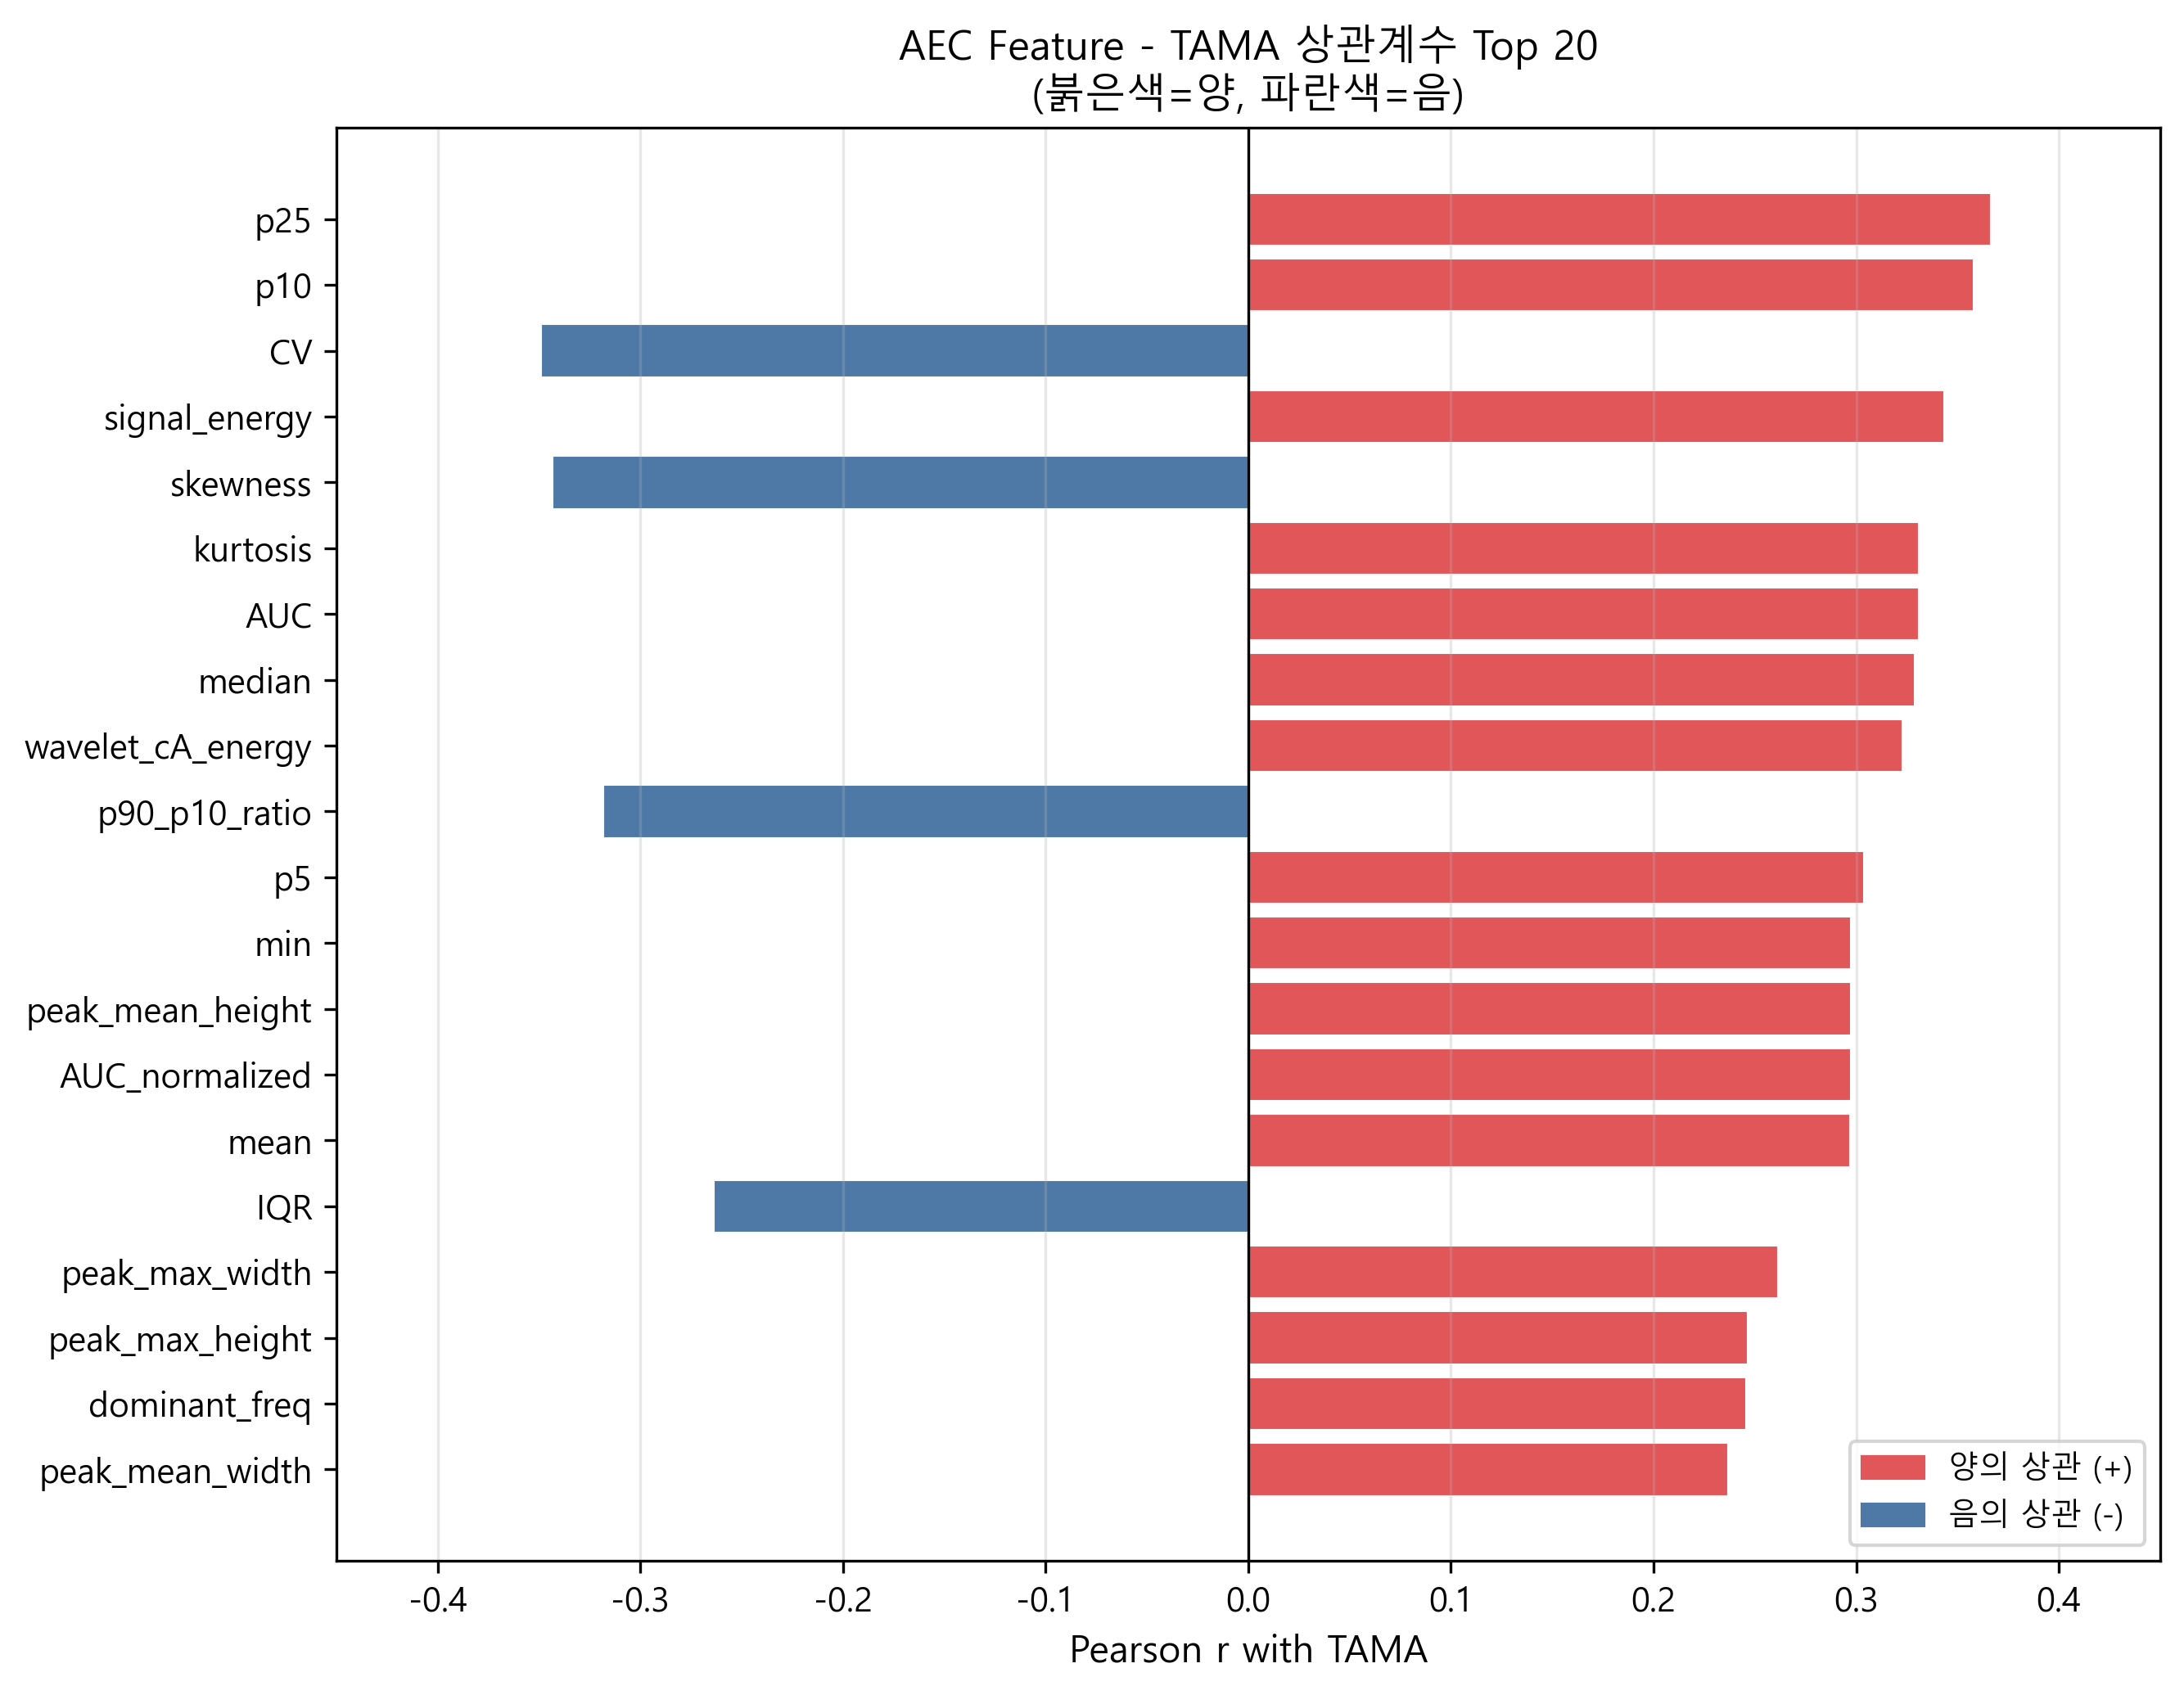 AEC Feature - TAMA 상관계수 Top 20
(붉은색=양, 파란색=음)
p25
p10
CV
signal_energy
skewness
kurtosis
AUC
median
wavelet_cA_energy
p90_p10_ratio
p5
min
peak_mean_height
AUC_normalized
mean
IQR
peak_max_width
peak_max_height
dominant_freq
peak_mean_width
양의 상관 (+)
음의 상관 (-)
-0.4 -0.3 -0.2 -0.1 0.0 0.1 0.2 0.3 0.4
Pearson r with TAMA